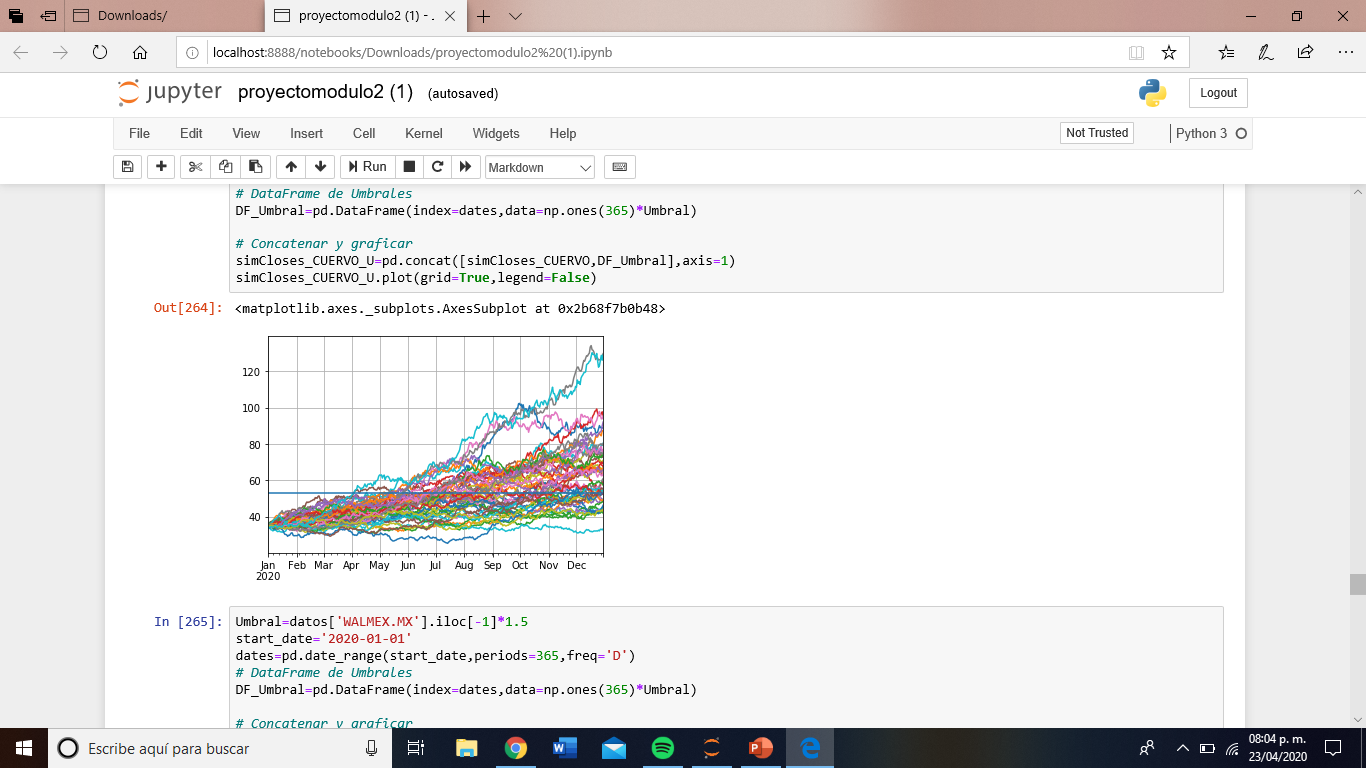 Downloads/
proyectomodulo2 (1) - .
localhost:8888/notebooks/Downloads/proyectomodulo2%20(1).ipynb
jupyter proyectomodulo2 (1) (autosaved)
Logout
File Edit View Insert Cell Kernel Widgets Help
Not Trusted
Python 3
Run
Markdown
# DataFrame de Umbrales
DF_Umbral=pd.DataFrame(index=dates,data=np.ones(365)*Umbral)
# Concatenar y graficar
simCloses_CUERVO_U=pd.concat([simCloses_CUERVO,DF_Umbral],axis=1)
simCloses_CUERVO_U.plot(grid=True,legend=False)
Out[264]: <matplotlib.axes._subplots.AxesSubplot at 0x2b68f7b0b48>
120
100
80
60
40
Jan Feb Mar Apr May Jun Jul Aug Sep Oct Nov Dec
2020
In [265]: Umbral=datos['WALMEX.MX'].iloc[-1]*1.5
start_date='2020-01-01'
dates=pd.date_range(start_date,periods=365,freq='D')
# DataFrame de Umbrales
DF_Umbral=pd.DataFrame(index=dates,data=np.ones(365)*Umbral)
# Concatenar y graficar
Escribe aquí para buscar
08:04 p. m.
23/04/2020